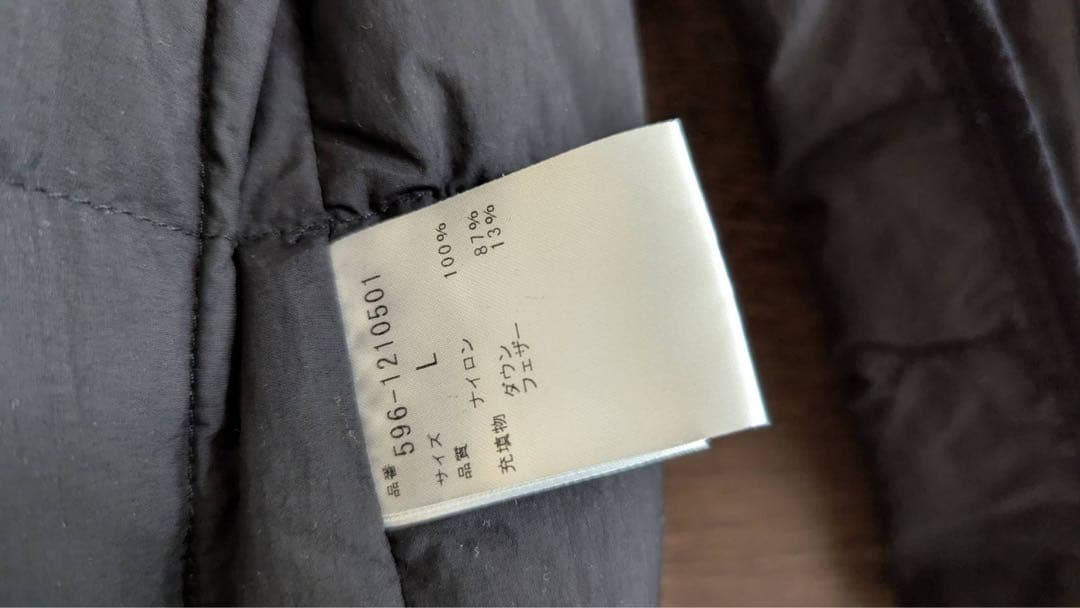 品番 596-1210501
サイズ L
品質 ナイロン 100%
充填物 ダウン 87%
フェザー 13%